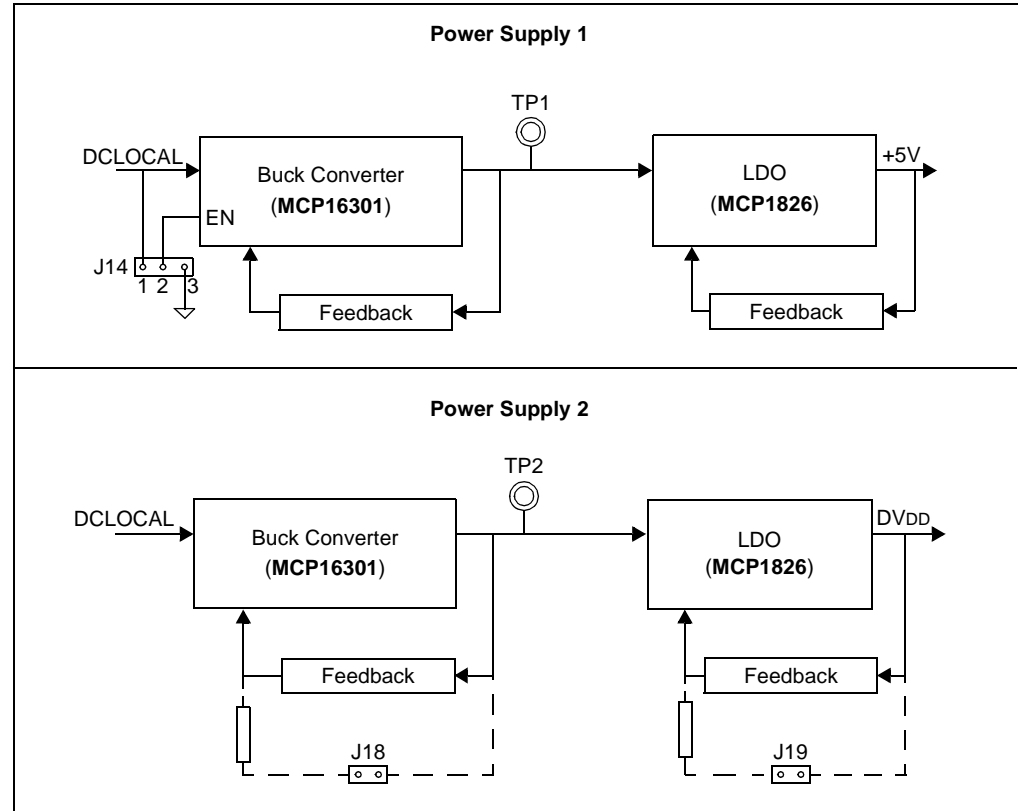 Power Supply 1
TP1
DCLOCAL
Buck Converter
(MCP16301)
EN
LDO
(MCP1826)
+5V
J14
1 2 3
Feedback
Feedback
Power Supply 2
TP2
DCLOCAL
Buck Converter
(MCP16301)
LDO
(MCP1826)
DVDD
Feedback
Feedback
J18
J19